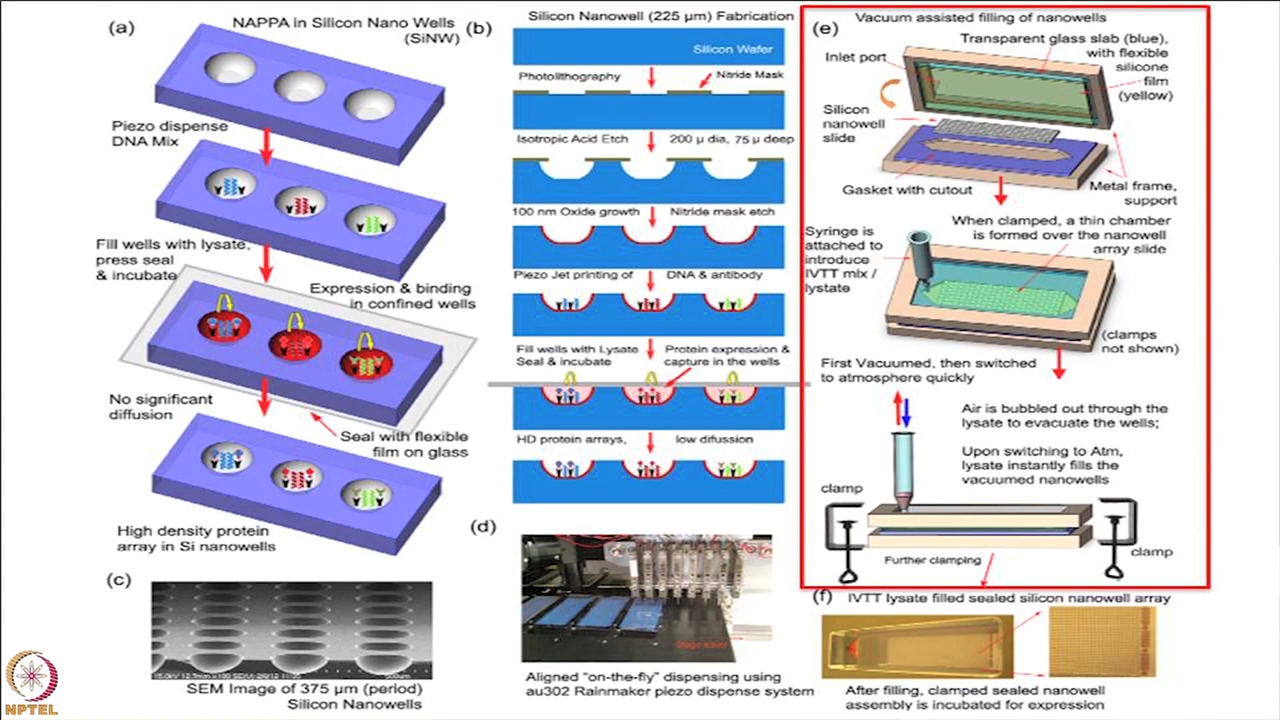 (a)
NAPPA in Silicon Nano Wells
(SiNW)
Piezo dispense
DNA Mix
Fill wells with lysate,
press seal
& incubate
Expression & binding
in confined wells
No significant
diffusion
Seal with flexible
film on glass
High density protein
array in Si nanowells
(b)
Silicon Nanowell (225 µm) Fabrication
Silicon Wafer
Photolithography
Nitride Mask
Isotropic Acid Etch
200 µ dia, 75 µ deep
100 nm Oxide growth
Nitride mask etch
Piezo Jet printing of
DNA & antibody
Fill wells with Lysate
Seal & incubate
Protein expression &
capture in the wells
HD protein arrays,
low difussion
(c)
SEM Image of 375 µm (period)
Silicon Nanowells
(d)
Aligned "on-the-fly" dispensing using
au302 Rainmaker piezo dispense system
(e)
Vacuum assisted filling of nanowells
Transparent glass slab (blue),
with flexible
silicone
film
(yellow)
Inlet port
Silicon
nanowell
slide
Gasket with cutout
Metal frame,
support
When clamped, a thin chamber
is formed over the nanowell
array slide
Syringe is
attached to
introduce
IVTT mix /
lystate
(clamps
not shown)
First Vacuumed, then switched
to atmosphere quickly
Air is bubbled out through the
lysate to evacuate the wells;
Upon switching to Atm,
lysate instantly fills the
vacuumed nanowells
clamp
clamp
Further clamping
(f)
IVTT lysate filled sealed silicon nanowell array
After filling, clamped sealed nanowell
assembly is incubated for expression
NPTEL